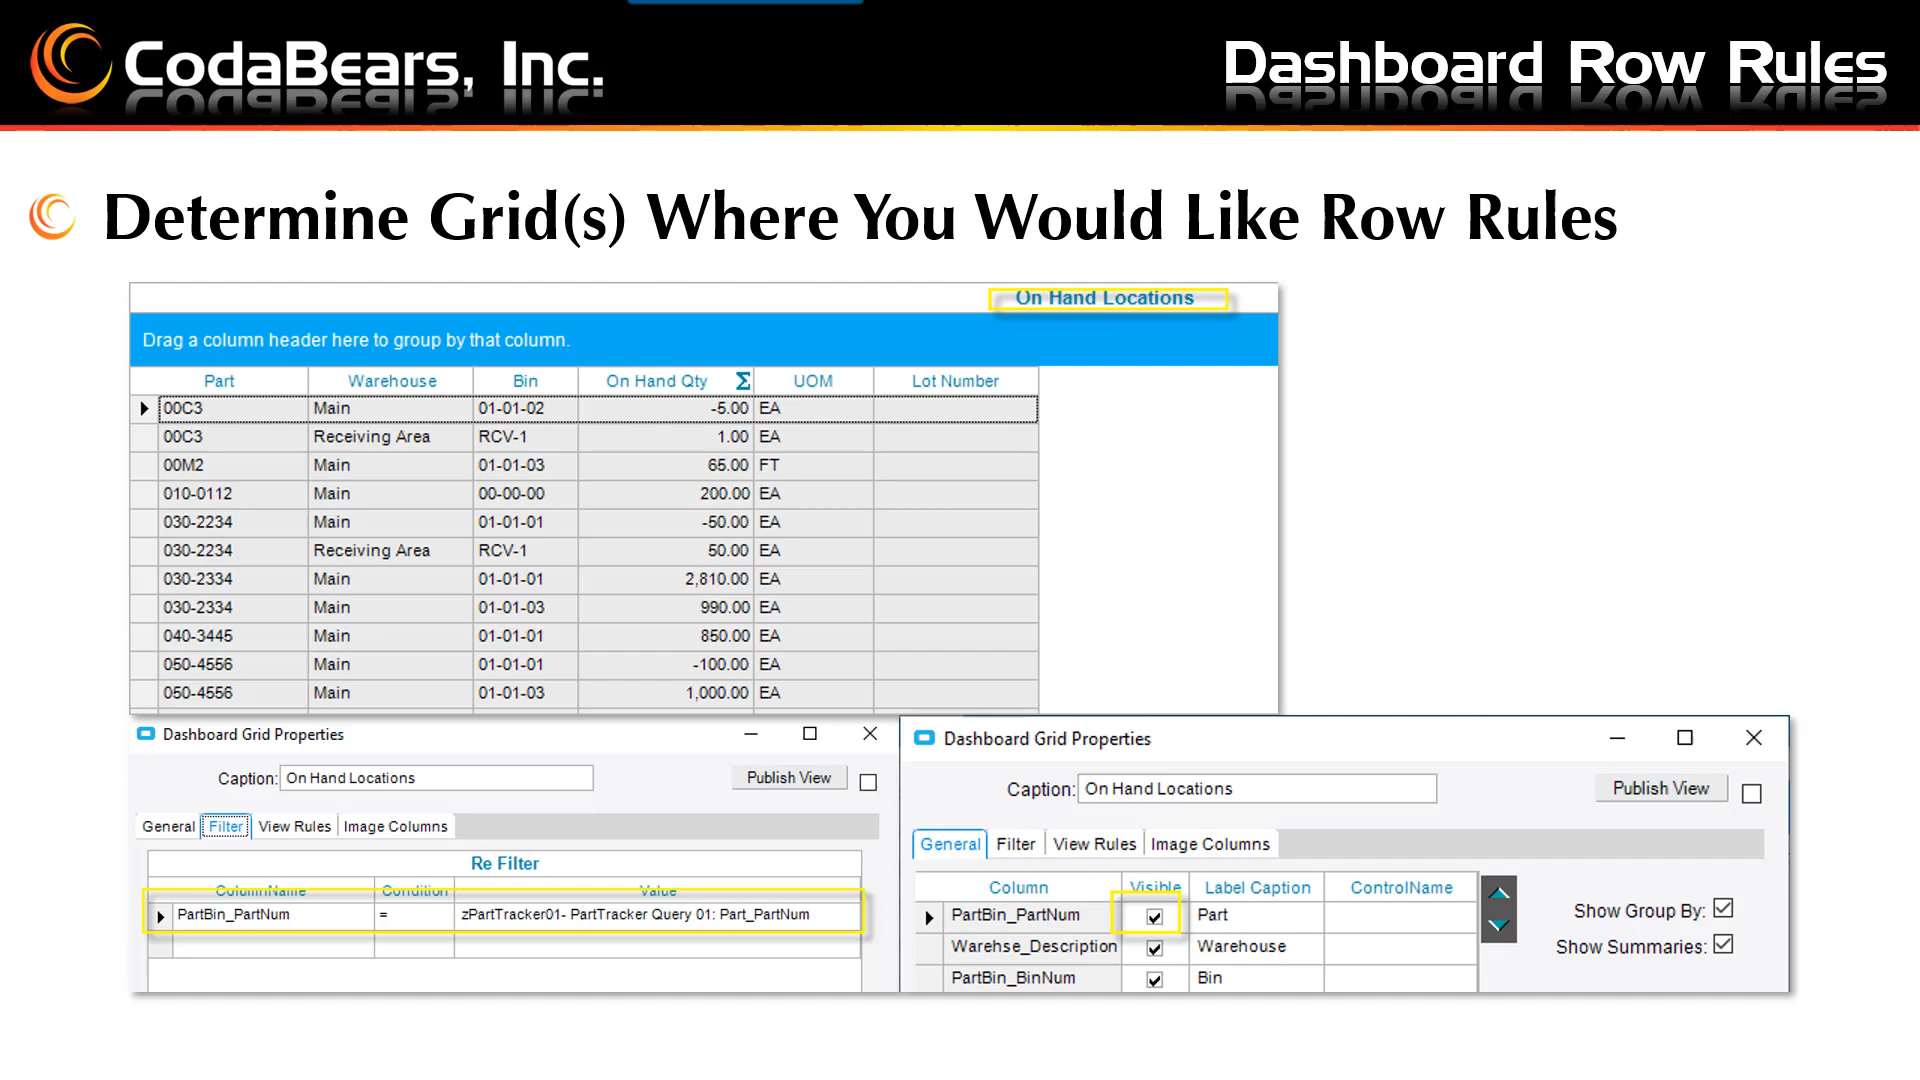 CodaBears, Inc.
Dashboard Row Rules
Determine Grid(s) Where You Would Like Row Rules
On Hand Locations
Drag a column header here to group by that column.
Part Warehouse Bin On Hand Qty Σ UOM Lot Number
00C3 Main 01-01-02 -5.00 EA
00C3 Receiving Area RCV-1 1.00 EA
00M2 Main 01-01-03 65.00 FT
010-0112 Main 00-00-00 200.00 EA
030-2234 Main 01-01-01 -50.00 EA
030-2234 Receiving Area RCV-1 50.00 EA
030-2334 Main 01-01-01 2,810.00 EA
030-2334 Main 01-01-03 990.00 EA
040-3445 Main 01-01-01 850.00 EA
050-4556 Main 01-01-01 -100.00 EA
050-4556 Main 01-01-03 1,000.00 EA
Dashboard Grid Properties
Caption: On Hand Locations Publish View
General Filter View Rules Image Columns
Re Filter
ColumnName Condition Value
PartBin_PartNum = zPartTracker01- PartTracker Query 01: Part_PartNum
Dashboard Grid Properties
Caption: On Hand Locations Publish View
General Filter View Rules Image Columns
Column Visible Label Caption ControlName
PartBin_PartNum Part
Warehse_Description Warehouse
PartBin_BinNum Bin
Show Group By:
Show Summaries: